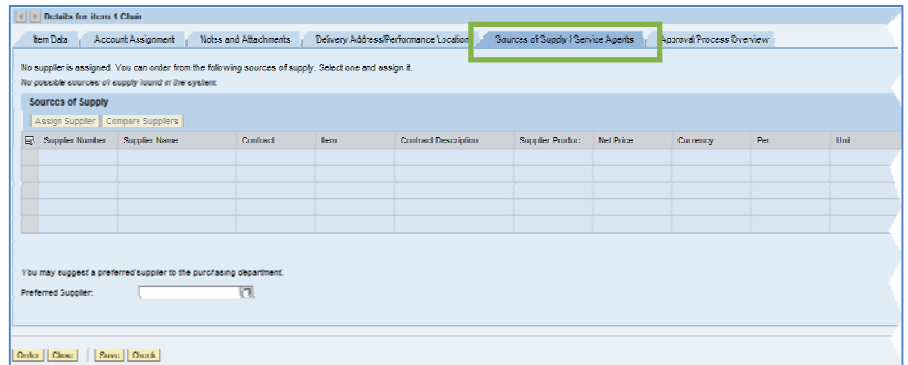 Details for item 1 Chair
Item Data Account Assignment Notes and Attachments Delivery Address/Performance Location Sources of Supply / Service Agents Approval Process Overview
No supplier is assigned. You can order from the following sources of supply. Select one and assign it.
No possible sources of supply found in the system.
Sources of Supply
Assign Supplier Compare Suppliers
Supplier Number Supplier Name Contract Item Contract Description Supplier Produc: Net Price Currency Per Unit
You may suggest a preferred supplier to the purchasing department.
Preferred Supplier:
Order Close Save Check